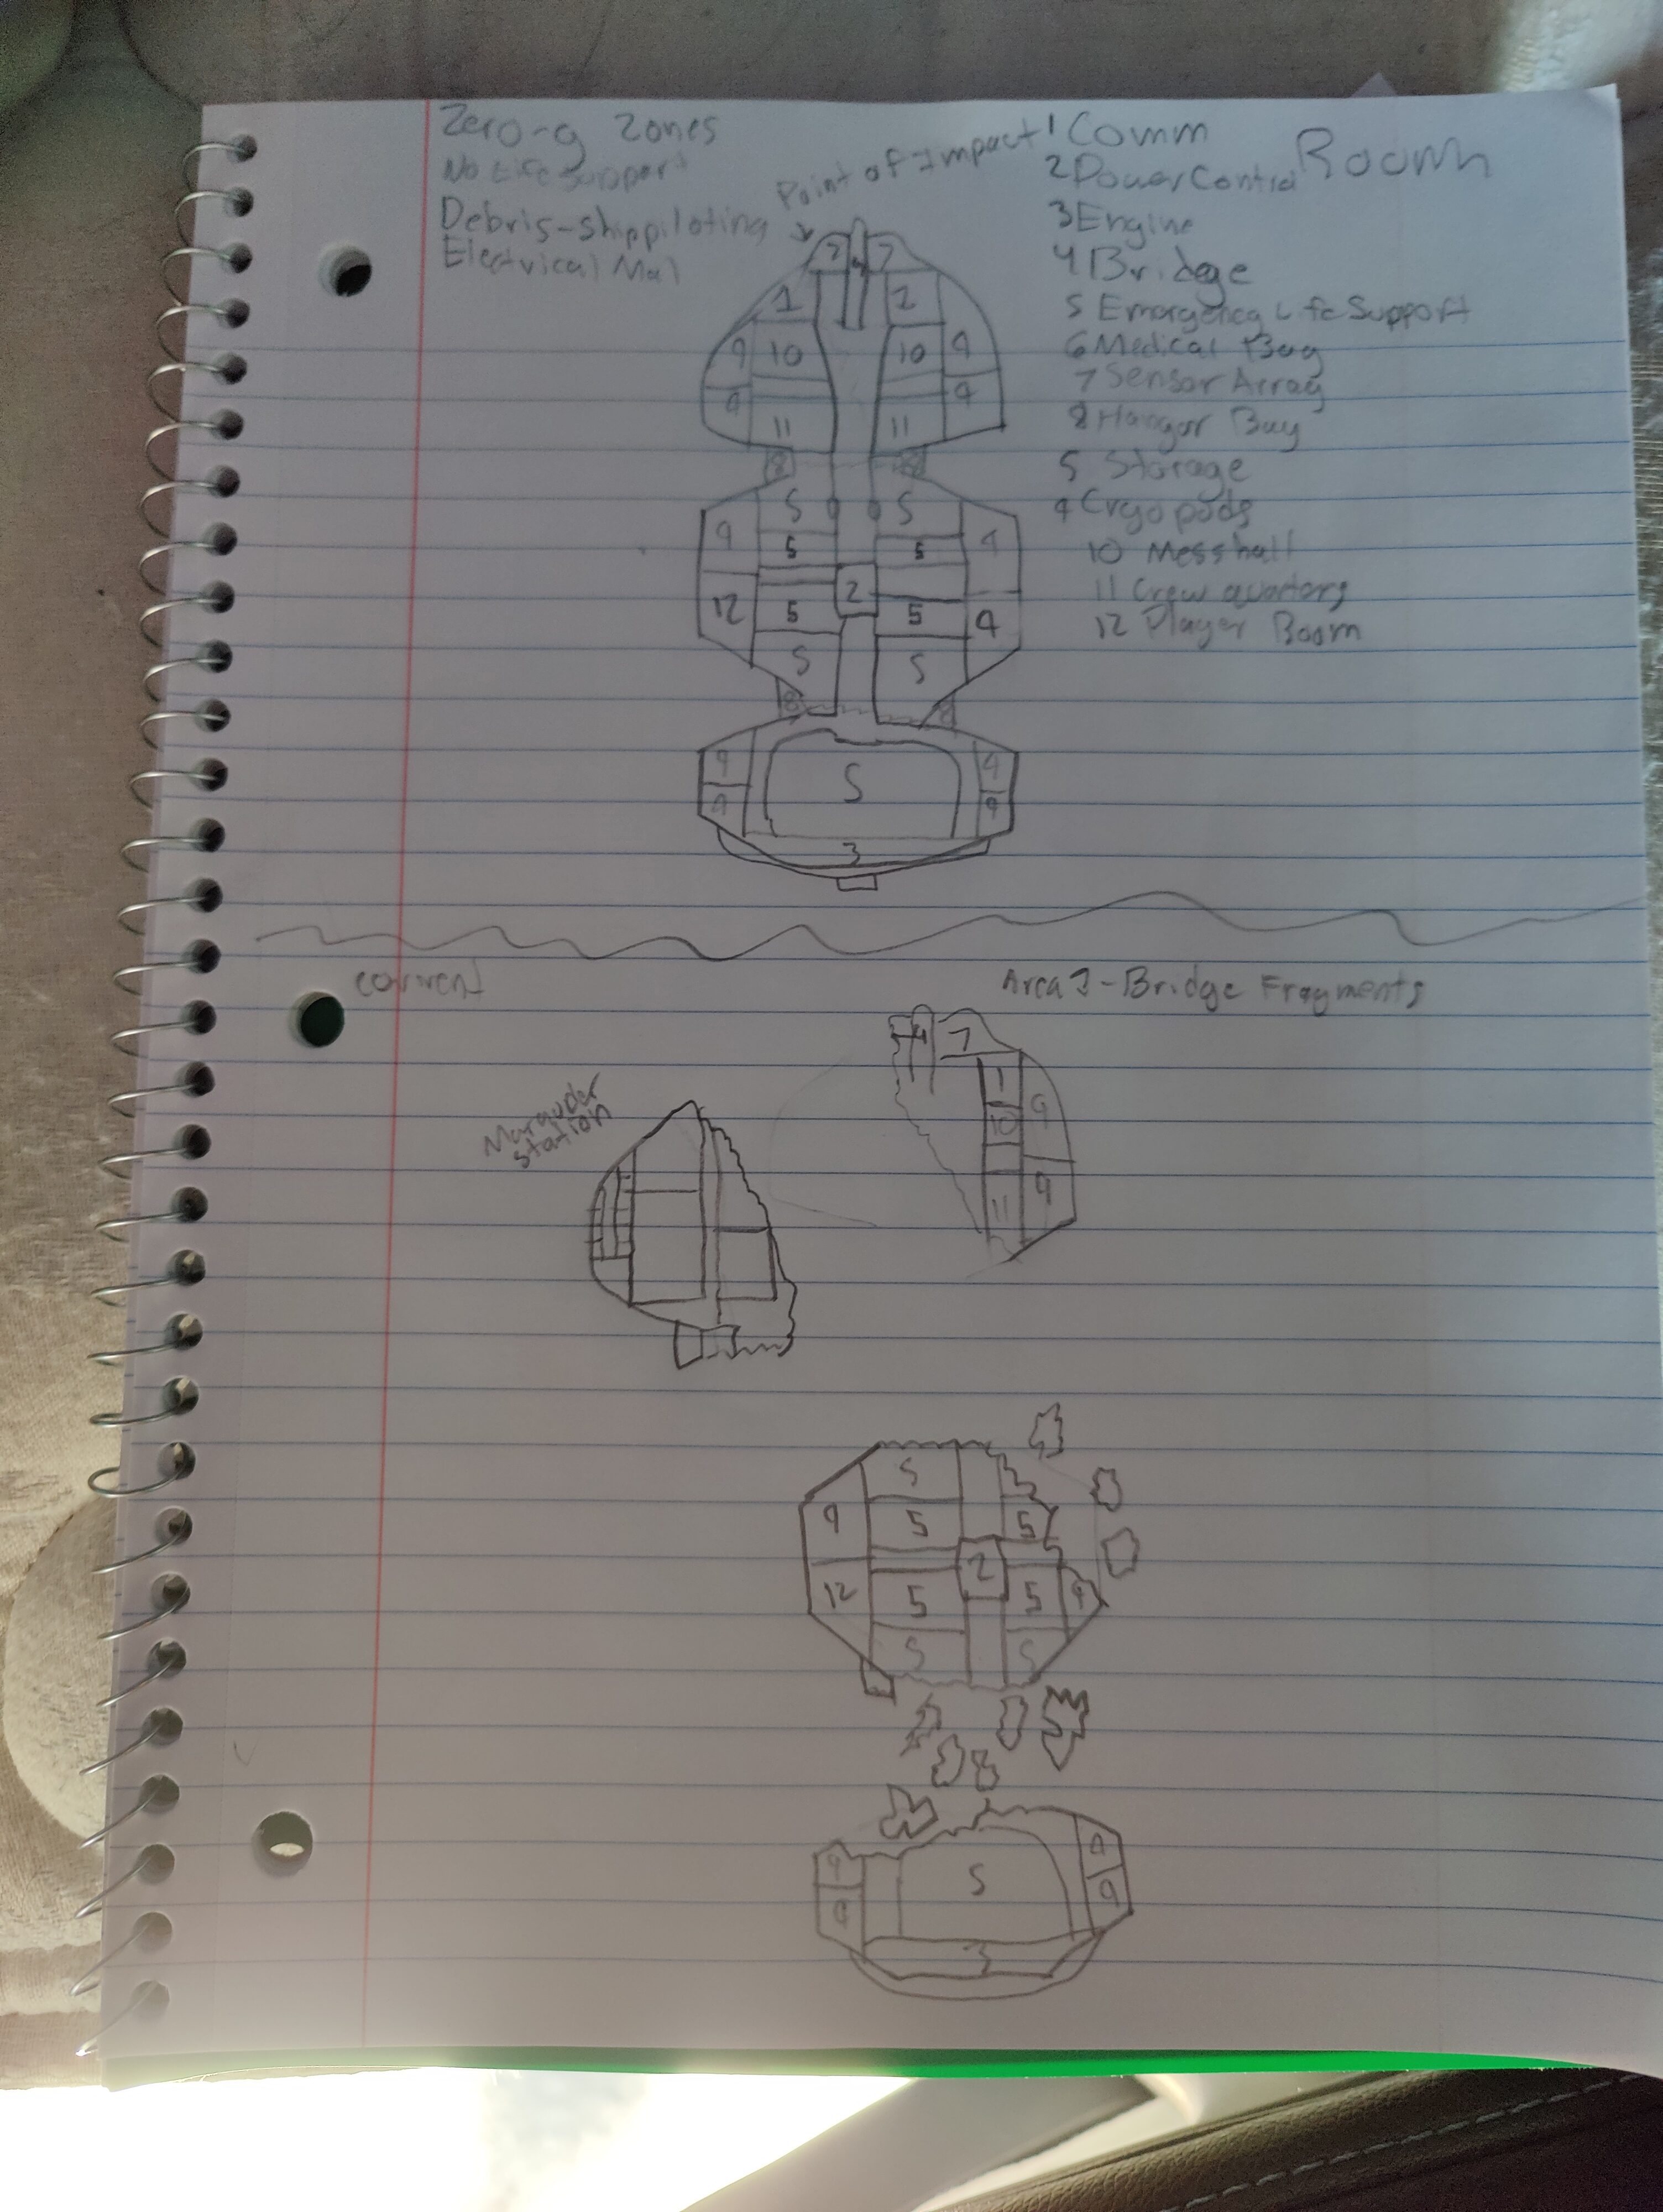 Zero-g Zones
No Life Support
Debris-shippiloting
Electrical Mal
Point of Impact
1 Comm Room
2 Power Control
3 Engine
4 Bridge
5 Emergency Life Support
6 Medical Bay
7 Sensor Array
8 Hangar Bay
S Storage
9 Cryo pods
10 Messhall
11 Crew quarters
12 Player Room
7 4 7
1 1
9 10 10 9
9 11 11 9
8 8
S S
9 5 5 9
2
12 5 5 9
S S
8 8
9 S 9
9 9
3
current
Area 1-Bridge Fragments
4 7
1
10 9
11 9
Marauder
station
S
9 5 5
2
12 5 5 9
S S
9 S 9
9 9
3